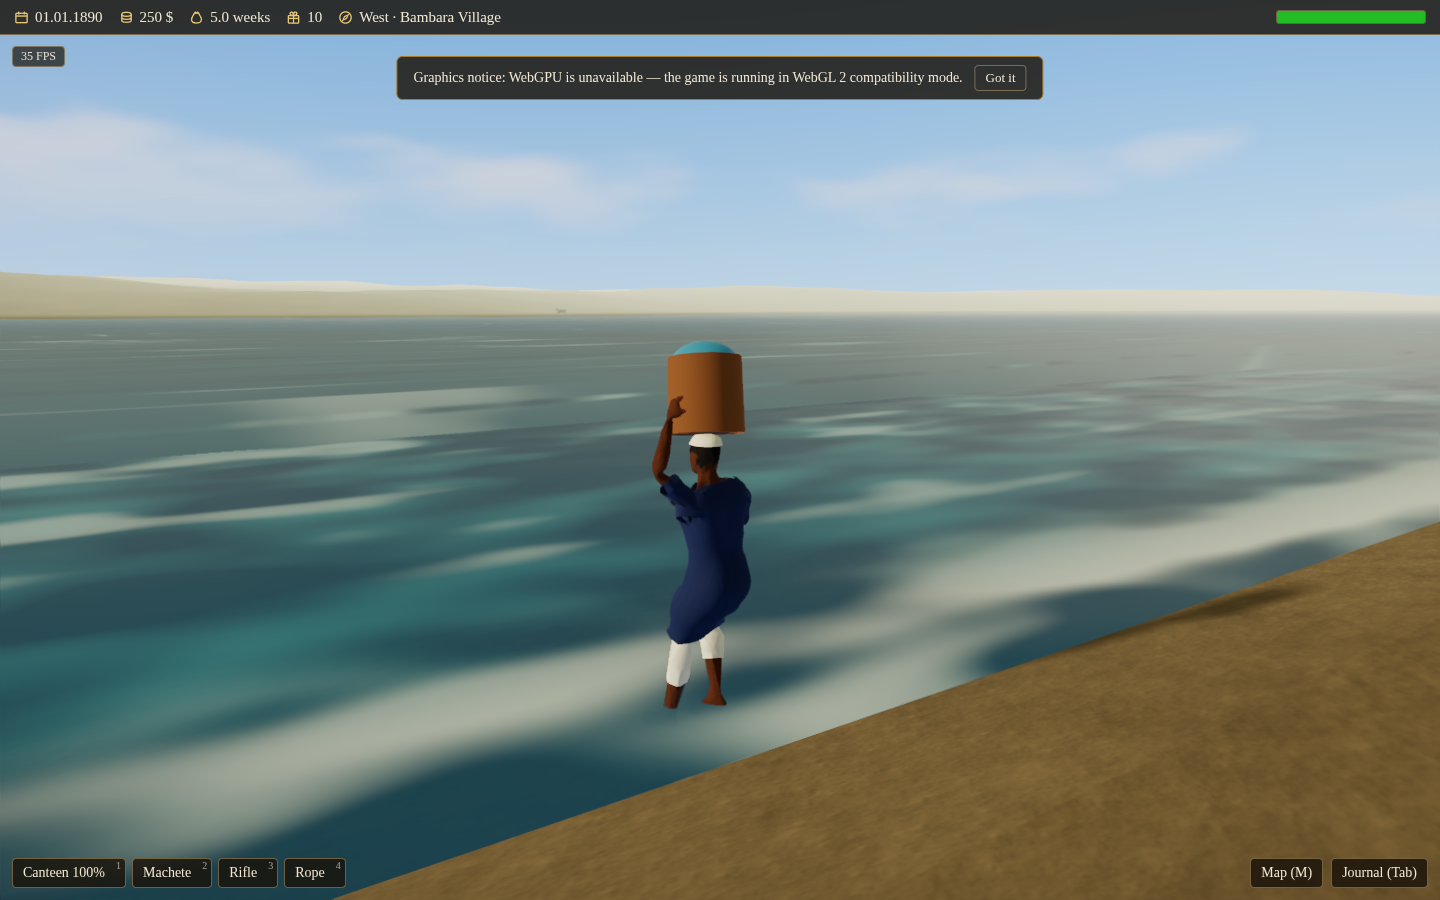 01.01.1890 250 $ 5.0 weeks 10 West · Bambara Village
35 FPS
Graphics notice: WebGPU is unavailable — the game is running in WebGL 2 compatibility mode. Got it
Canteen 100% 1 Machete 2 Rifle 3 Rope 4 Map (M) Journal (Tab)